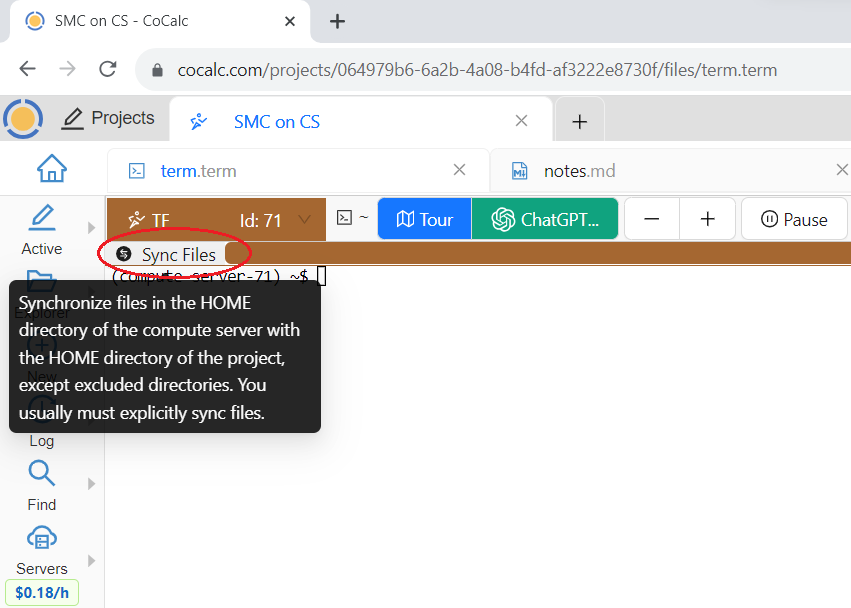 SMC on CS - CoCalc
cocalc.com/projects/064979b6-6a2b-4a08-b4fd-af3222e8730f/files/term.term
Projects
SMC on CS
term.term
notes.md
TF
Id: 71
~
Tour
ChatGPT...
Pause
Active
Sync Files
(compute-server-71) ~$
Explorer
Synchronize files in the HOME
directory of the compute server with
the HOME directory of the project,
except excluded directories. You
usually must explicitly sync files.
New
Log
Find
Servers
$0.18/h